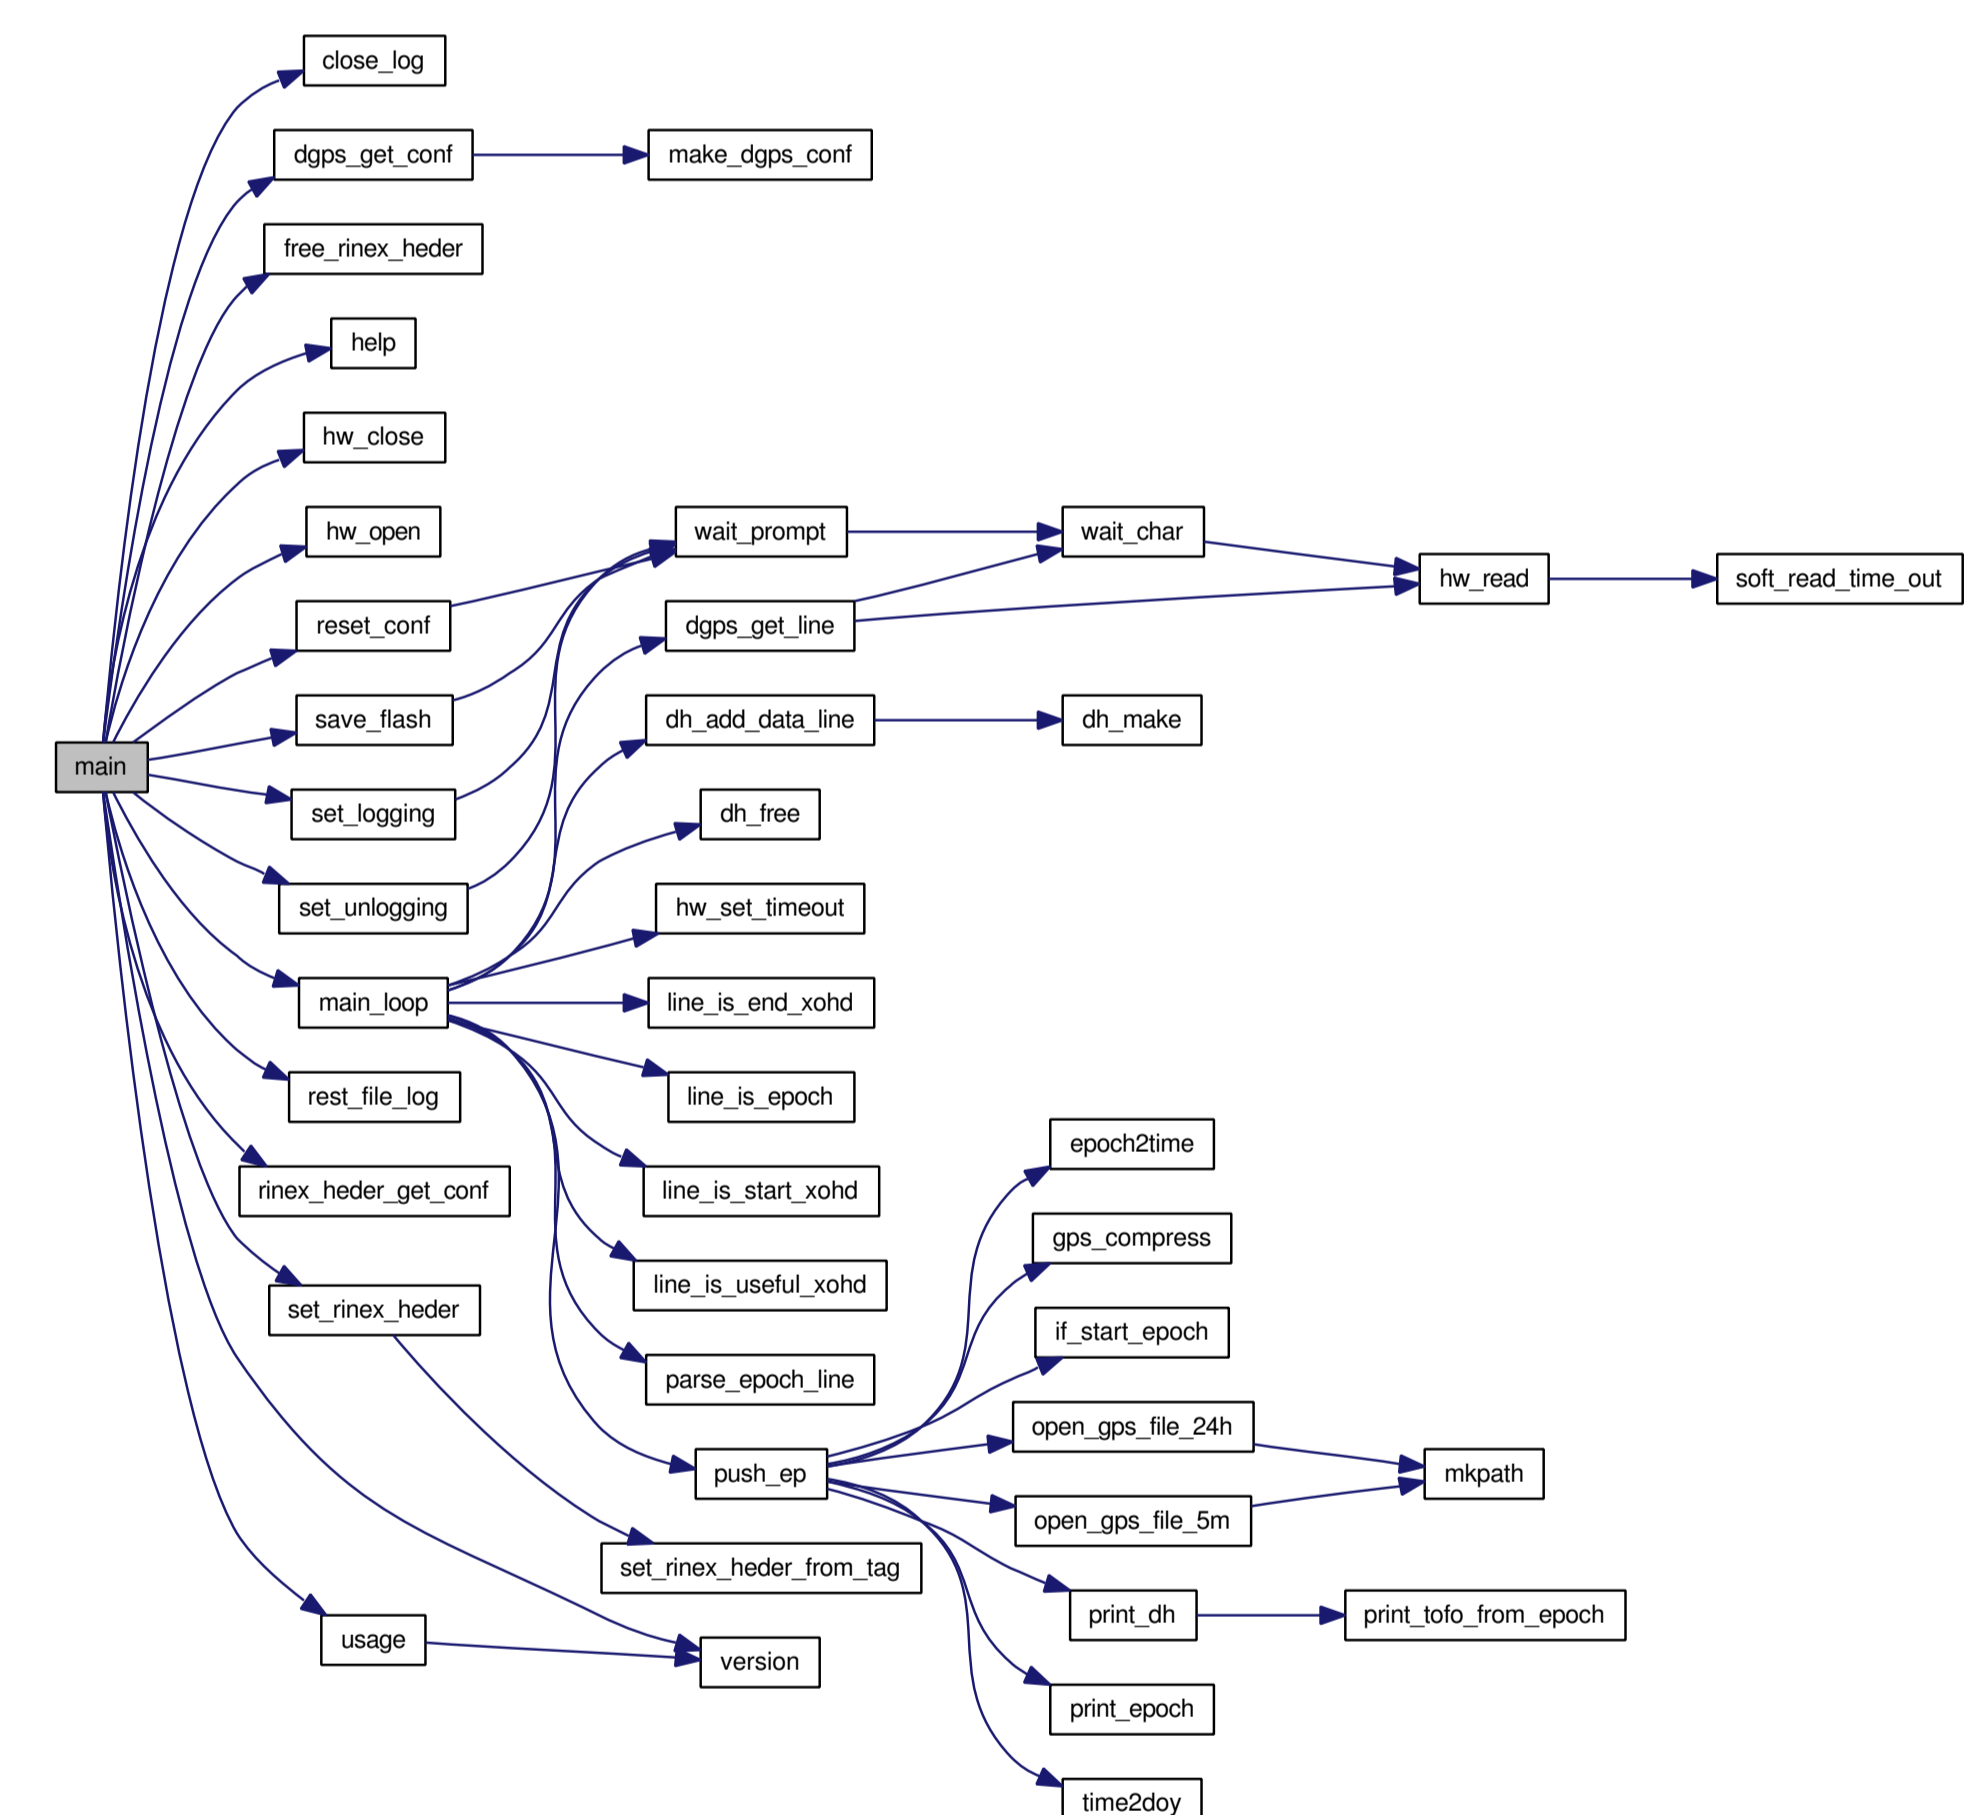 close_log
dgps_get_conf
make_dgps_conf
free_rinex_heder
help
hw_close
hw_open
wait_prompt
wait_char
hw_read
soft_read_time_out
reset_conf
dgps_get_line
save_flash
dh_add_data_line
dh_make
main
set_logging
dh_free
set_unlogging
hw_set_timeout
main_loop
line_is_end_xohd
rest_file_log
line_is_epoch
epoch2time
rinex_heder_get_conf
line_is_start_xohd
gps_compress
line_is_useful_xohd
set_rinex_heder
if_start_epoch
parse_epoch_line
open_gps_file_24h
push_ep
mkpath
open_gps_file_5m
set_rinex_heder_from_tag
print_dh
print_tofo_from_epoch
usage
version
print_epoch
time2doy